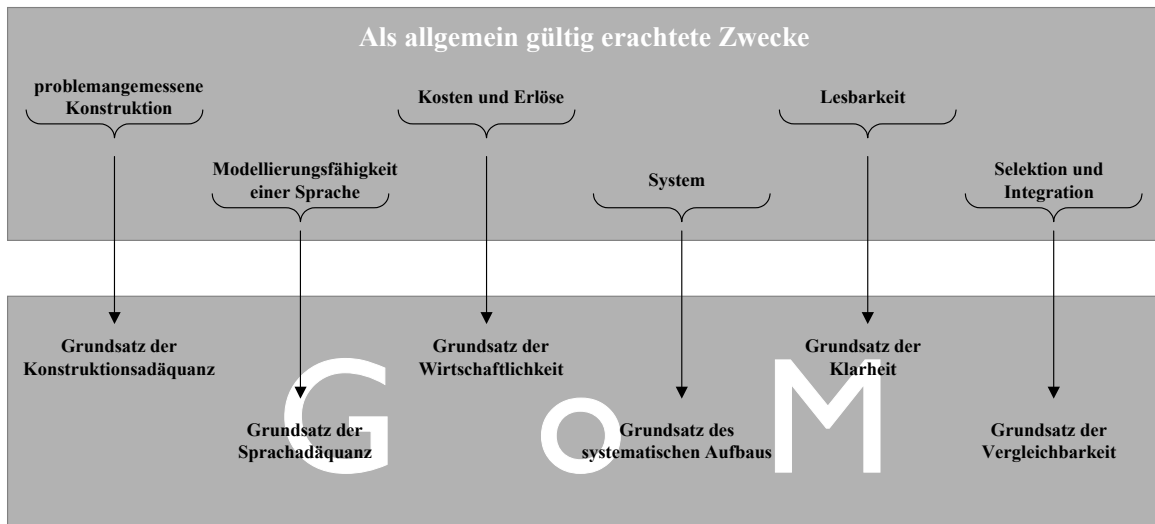 Als allgemein gültig erachtete Zwecke
problemangemessene
Konstruktion
Kosten und Erlöse
Lesbarkeit
Modellierungsfähigkeit
einer Sprache
System
Selektion und
Integration
Grundsatz der
Konstruktionsadäquanz
Grundsatz der
Wirtschaftlichkeit
Grundsatz der
Klarheit
GoM
Grundsatz der
Sprachadäquanz
Grundsatz des
systematischen Aufbaus
Grundsatz der
Vergleichbarkeit